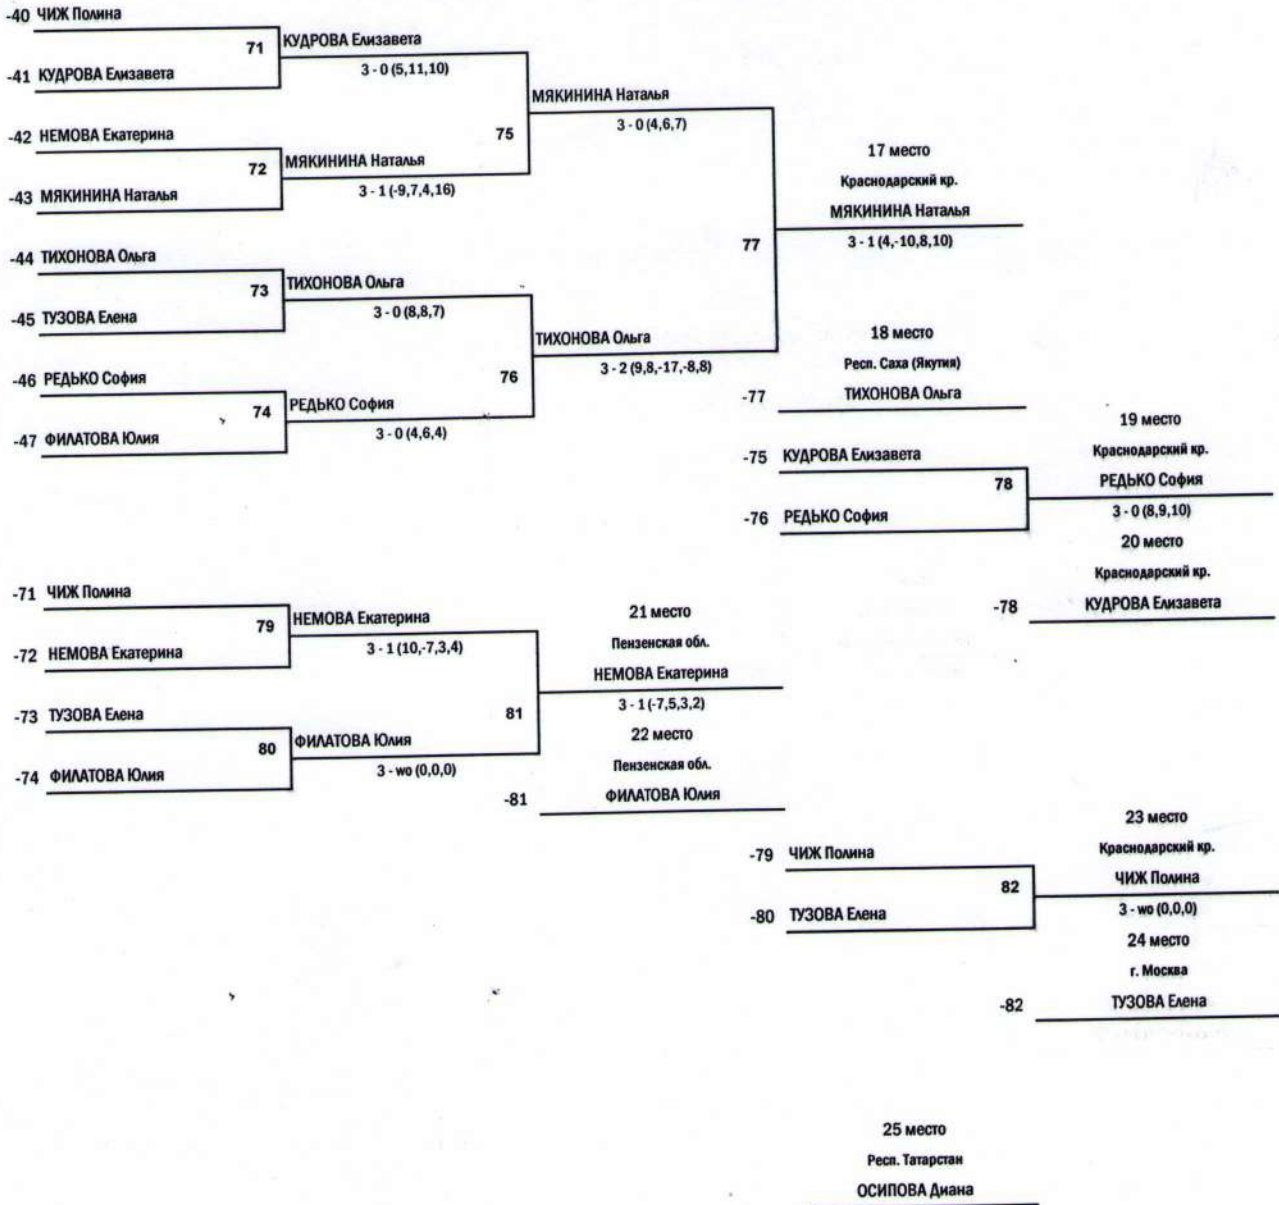 -40 ЧИЖ Полина
71 КУДРОВА Елизавета
-41 КУДРОВА Елизавета
3 - 0 (5,11,10)
МЯКИНИНА Наталья
-42 НЕМОВА Екатерина
75
3 - 0 (4,6,7)
72 МЯКИНИНА Наталья
17 место
-43 МЯКИНИНА Наталья
3 - 1 (-9,7,4,16)
Краснодарский кр.
МЯКИНИНА Наталья
77
3 - 1 (4,-10,8,10)
-44 ТИХОНОВА Ольга
73 ТИХОНОВА Ольга
-45 ТУЗОВА Елена
3 - 0 (8,8,7)
ТИХОНОВА Ольга
18 место
-46 РЕДЬКО София
76
3 - 2 (9,8,-17,-8,8)
Респ. Саха (Якутия)
-77 ТИХОНОВА Ольга
74 РЕДЬКО София
-47 ФИЛАТОВА Юлия
3 - 0 (4,6,4)
19 место
-75 КУДРОВА Елизавета
Краснодарский кр.
78 РЕДЬКО София
-76 РЕДЬКО София
3 - 0 (8,9,10)
20 место
Краснодарский кр.
-78 КУДРОВА Елизавета
-71 ЧИЖ Полина
79 НЕМОВА Екатерина
21 место
-72 НЕМОВА Екатерина
3 - 1 (10,-7,3,4)
Пензенская обл.
НЕМОВА Екатерина
-73 ТУЗОВА Елена
81
3 - 1 (-7,5,3,2)
80 ФИЛАТОВА Юлия
22 место
-74 ФИЛАТОВА Юлия
3 - wo (0,0,0)
Пензенская обл.
-81 ФИЛАТОВА Юлия
23 место
-79 ЧИЖ Полина
Краснодарский кр.
82 ЧИЖ Полина
-80 ТУЗОВА Елена
3 - wo (0,0,0)
24 место
г. Москва
-82 ТУЗОВА Елена
25 место
Респ. Татарстан
ОСИПОВА Диана